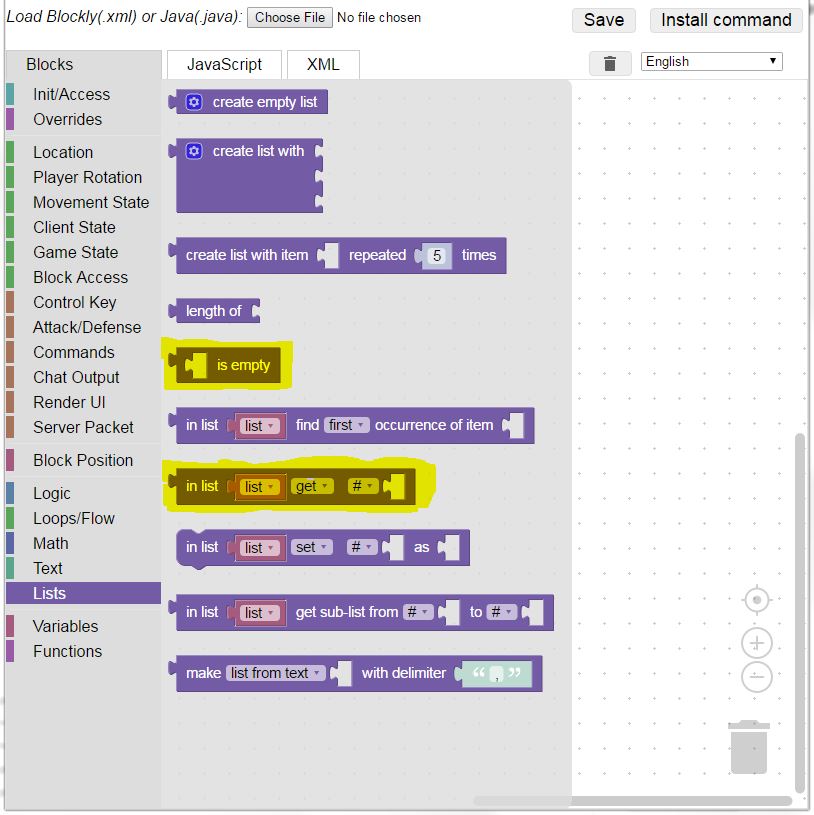 Load Blockly(.xml) or Java(.java): Choose File No file chosen
Save Install command
Blocks JavaScript XML English
Init/Access
Overrides
Location
Player Rotation
Movement State
Client State
Game State
Block Access
Control Key
Attack/Defense
Commands
Chat Output
Render UI
Server Packet
Block Position
Logic
Loops/Flow
Math
Text
Lists
Variables
Functions
create empty list
create list with
create list with item repeated 5 times
length of
is empty
in list list find first occurrence of item
in list list get #
in list list set # as
in list list get sub-list from # to #
make list from text with delimiter “ , ”